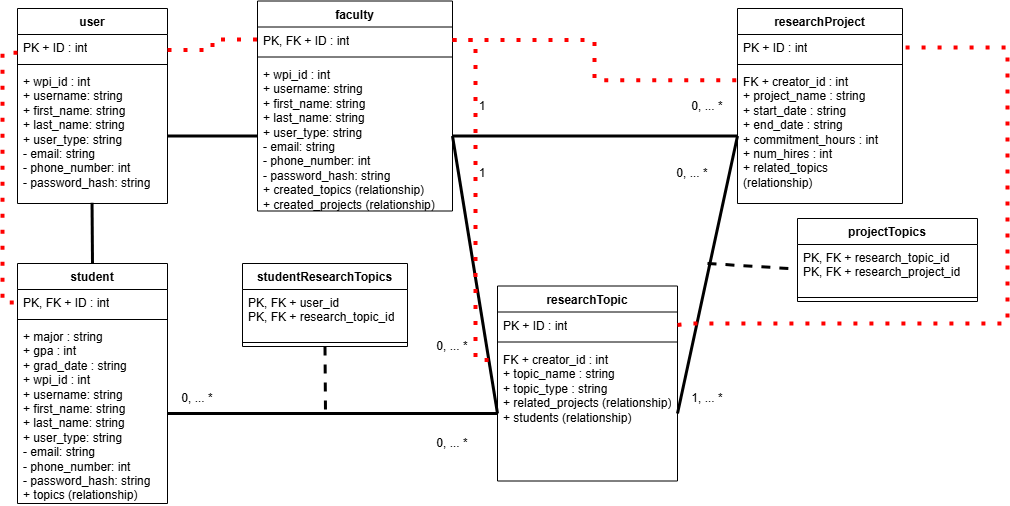 user
PK + ID : int
+ wpi_id : int
+ username: string
+ first_name: string
+ last_name: string
+ user_type: string
- email: string
- phone_number: int
- password_hash: string
faculty
PK, FK + ID : int
+ wpi_id : int
+ username: string
+ first_name: string
+ last_name: string
+ user_type: string
- email: string
- phone_number: int
- password_hash: string
+ created_topics (relationship)
+ created_projects (relationship)
1
1
0, ... *
0, ... *
researchProject
PK + ID : int
FK + creator_id : int
+ project_name : string
+ start_date : string
+ end_date : string
+ commitment_hours : int
+ num_hires : int
+ related_topics
(relationship)
projectTopics
PK, FK + research_topic_id
PK, FK + research_project_id
student
PK, FK + ID : int
+ major : string
+ gpa : int
+ grad_date : string
+ wpi_id : int
+ username: string
+ first_name: string
+ last_name: string
+ user_type: string
- email: string
- phone_number: int
- password_hash: string
+ topics (relationship)
studentResearchTopics
PK, FK + user_id
PK, FK + research_topic_id
0, ... *
0, ... *
0, ... *
researchTopic
PK + ID : int
FK + creator_id : int
+ topic_name : string
+ topic_type : string
+ related_projects (relationship)
+ students (relationship)
1, ... *